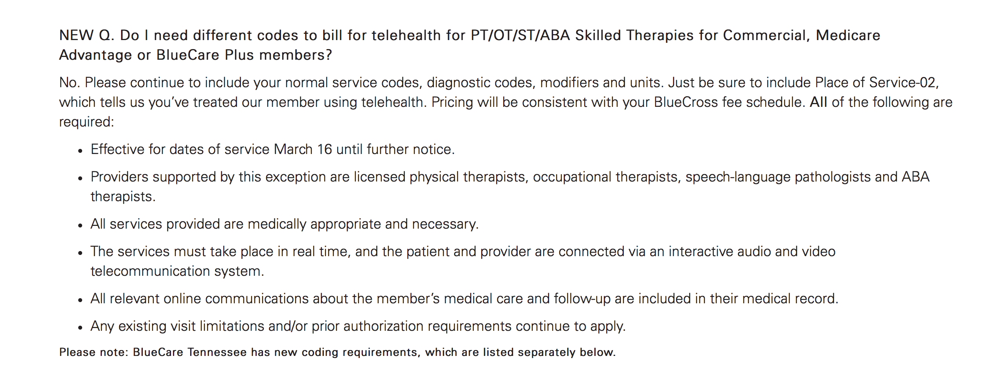 NEW Q. Do I need different codes to bill for telehealth for PT/OT/ST/ABA Skilled Therapies for Commercial, Medicare
Advantage or BlueCare Plus members?
No. Please continue to include your normal service codes, diagnostic codes, modifiers and units. Just be sure to include Place of Service-02,
which tells us you’ve treated our member using telehealth. Pricing will be consistent with your BlueCross fee schedule. All of the following are
required:
• Effective for dates of service March 16 until further notice.
• Providers supported by this exception are licensed physical therapists, occupational therapists, speech-language pathologists and ABA
therapists.
• All services provided are medically appropriate and necessary.
• The services must take place in real time, and the patient and provider are connected via an interactive audio and video
telecommunication system.
• All relevant online communications about the member’s medical care and follow-up are included in their medical record.
• Any existing visit limitations and/or prior authorization requirements continue to apply.
Please note: BlueCare Tennessee has new coding requirements, which are listed separately below.